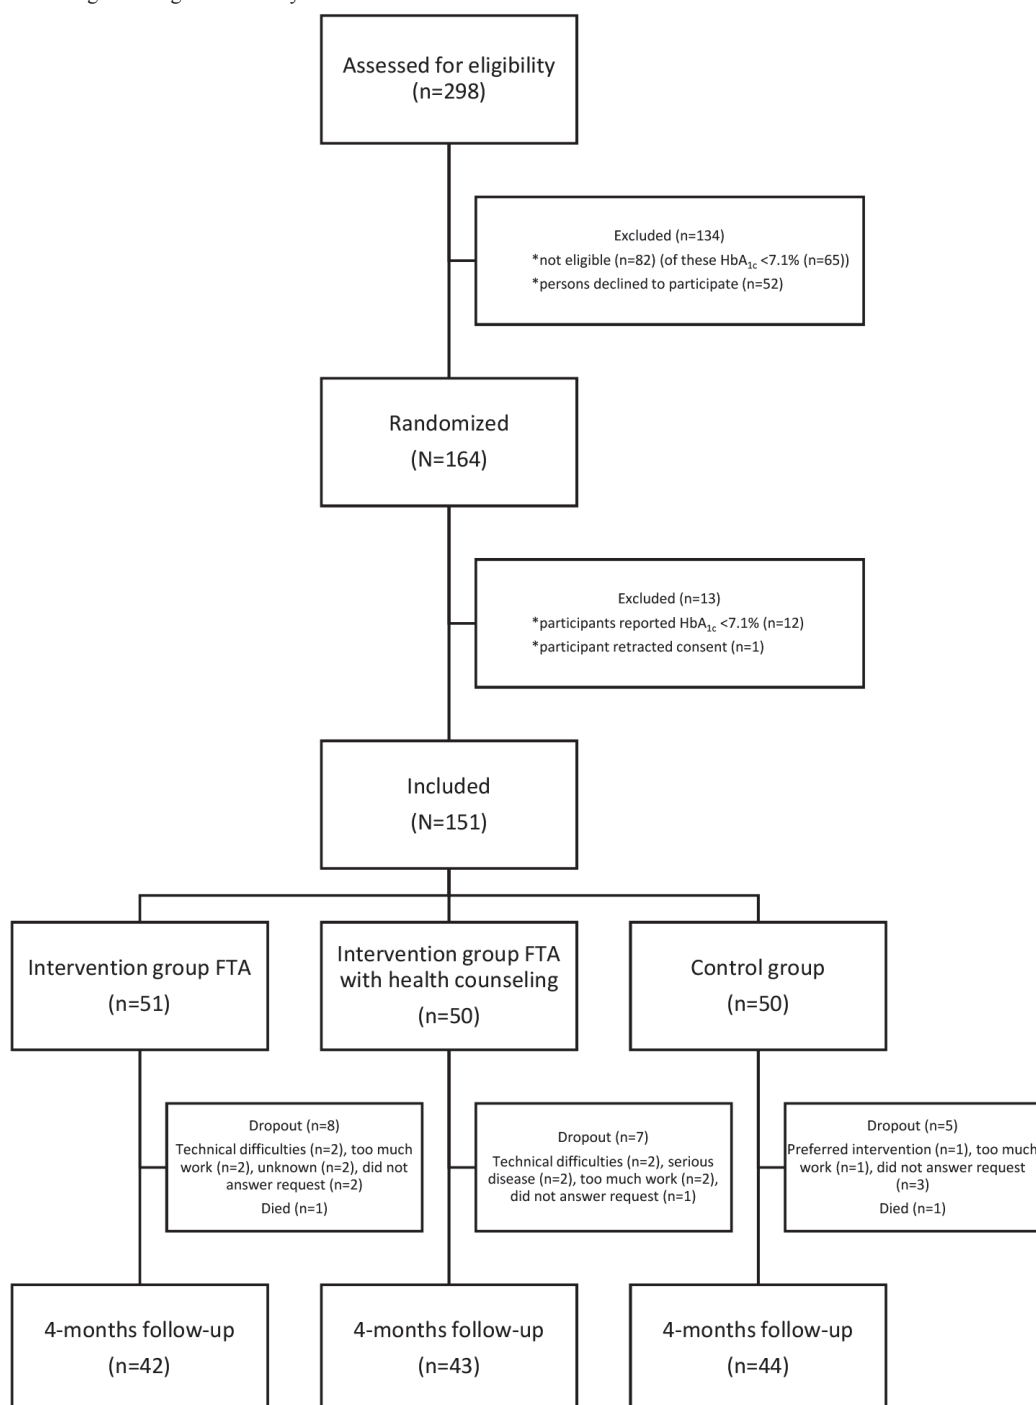 Assessed for eligibility
(n=298)
Excluded (n=134)
*not eligible (n=82) (of these HbA1c <7.1% (n=65))
*persons declined to participate (n=52)
Randomized
(N=164)
Excluded (n=13)
*participants reported HbA1c <7.1% (n=12)
*participant retracted consent (n=1)
Included
(N=151)
Intervention group FTA
(n=51)
Intervention group FTA
with health counseling
(n=50)
Control group
(n=50)
Dropout (n=8)
Technical difficulties (n=2), too much
work (n=2), unknown (n=2), did not
answer request (n=2)
Died (n=1)
Dropout (n=7)
Technical difficulties (n=2), serious
disease (n=2), too much work (n=2),
did not answer request (n=1)
Dropout (n=5)
Preferred intervention (n=1), too much
work (n=1), did not answer request
(n=3)
Died (n=1)
4-months follow-up
(n=42)
4-months follow-up
(n=43)
4-months follow-up
(n=44)